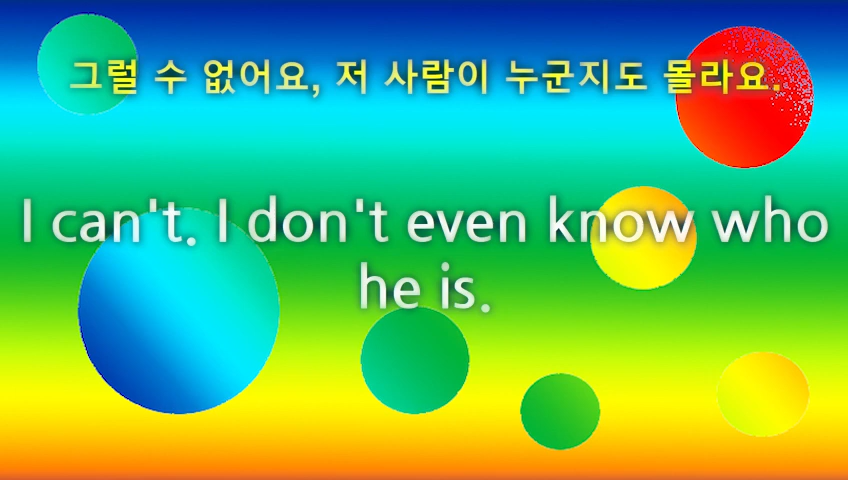 그럴 수 없어요, 저 사람이 누군지도 몰라요.
I can't. I don't even know who
he is.